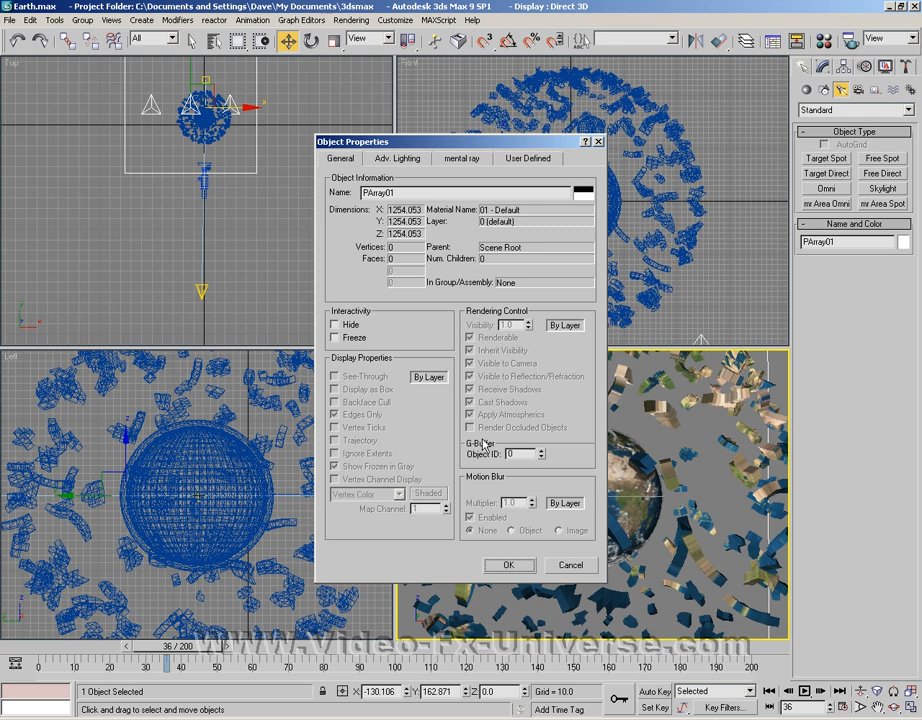 Earth.max - Project Folder: C:\Documents and Settings\Dave\My Documents\3dsmax - Autodesk 3ds Max 9 SP1 - Display : Direct 3D
File Edit Tools Group Views Create Modifiers reactor Animation Graph Editors Rendering Customize MAXScript Help
All View View
Top
Object Properties
General Adv. Lighting mental ray User Defined
Object Information
Name: PArray01
Dimensions: X: 1254.053 Material Name: 01 - Default
Y: 1254.053 Layer: 0 (default)
Z: 1254.053
Vertices: 0 Parent: Scene Root
Faces: 0 Num. Children: 0
0
0 In Group/Assembly: None
Interactivity
Hide
Freeze
Display Properties
See-Through By Layer
Display as Box
Backface Cull
Edges Only
Vertex Ticks
Trajectory
Ignore Extents
Show Frozen in Gray
Vertex Channel Display
Vertex Color Shaded
Map Channel: 1
Rendering Control
Visibility: 1.0 By Layer
Renderable
Inherit Visibility
Visible to Camera
Visible to Reflection/Refraction
Receive Shadows
Cast Shadows
Apply Atmospherics
Render Occluded Objects
G-Buffer
Object ID: 0
Motion Blur
Multiplier: 1.0 By Layer
Enabled
None Object Image
OK Cancel
Standard
- Object Type
AutoGrid
Target Spot Free Spot
Target Direct Free Direct
Omni Skylight
mr Area Omni mr Area Spot
- Name and Color
PArray01
Left
www.Video-Fx-Universe.com
< 36 / 200 >
0 10 20 30 40 50 60 70 80 90 100 110 120 130 140 150 160 170 180 190 200
1 Object Selected X: -130.106 Y: 162.871 Z: 0.0 Grid = 10.0 Auto Key Selected
Click and drag to select and move objects Add Time Tag Set Key Key Filters... 36